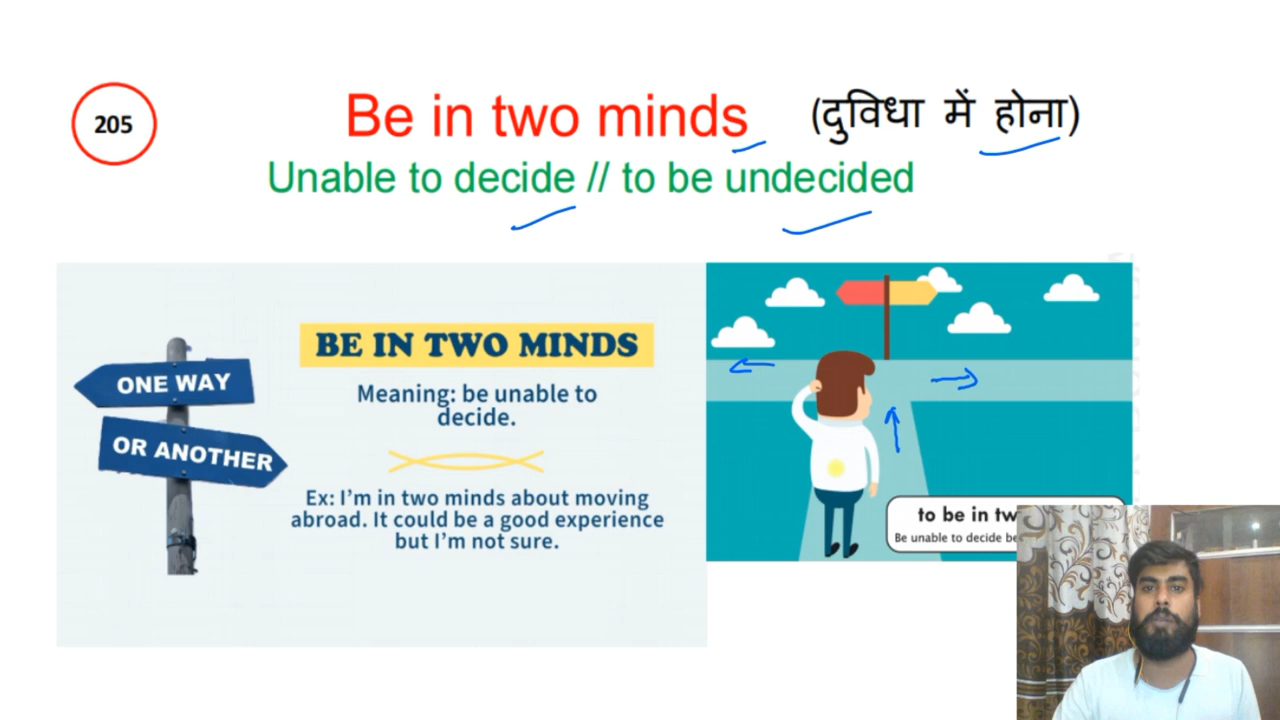 205
Be in two minds (दुविधा में होना)
Unable to decide // to be undecided
ONE WAY
OR ANOTHER
BE IN TWO MINDS
Meaning: be unable to
decide.
Ex: I'm in two minds about moving
abroad. It could be a good experience
but I'm not sure.
to be in tw
Be unable to decide be